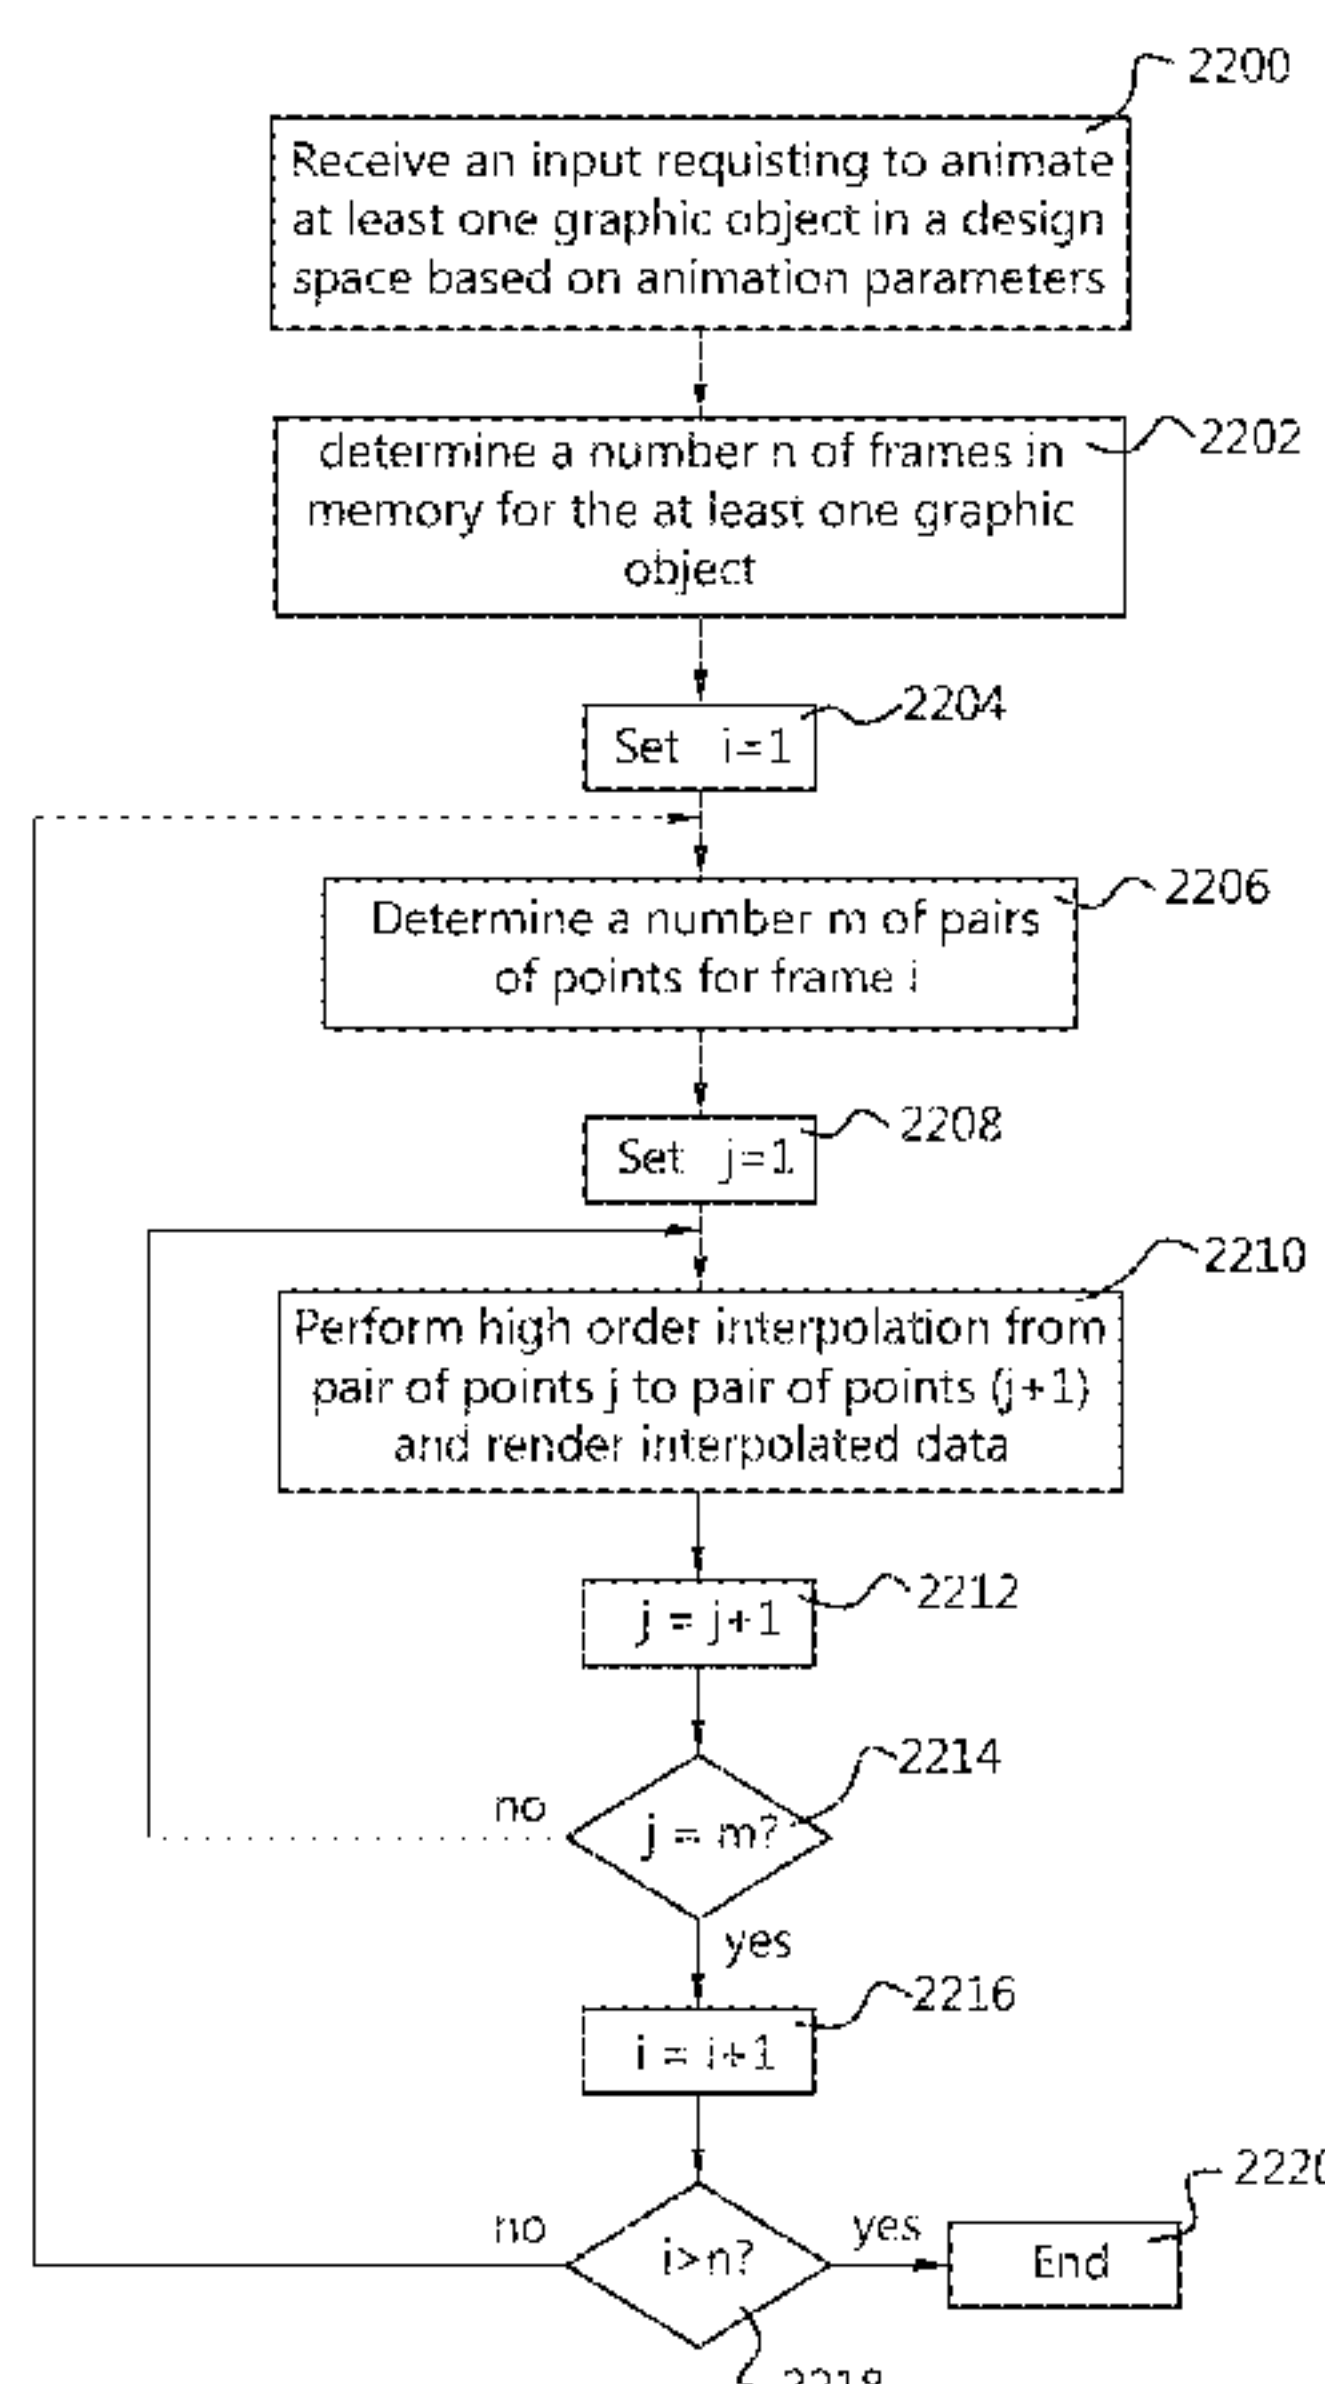 2200
Receive an input requisting to animate
at least one graphic object in a design
space based on animation parameters
2202
determine a number n of frames in
memory for the at least one graphic
object
2204
Set i=1
2206
Determine a number m of pairs
of points for frame i
2208
Set j=1
2210
Perform high order interpolation from
pair of points j to pair of points (j+1)
and render interpolated data
2212
j = j+1
2214
no
j = m?
yes
2216
i = i+1
2220
no
i>n?
yes
End
2218